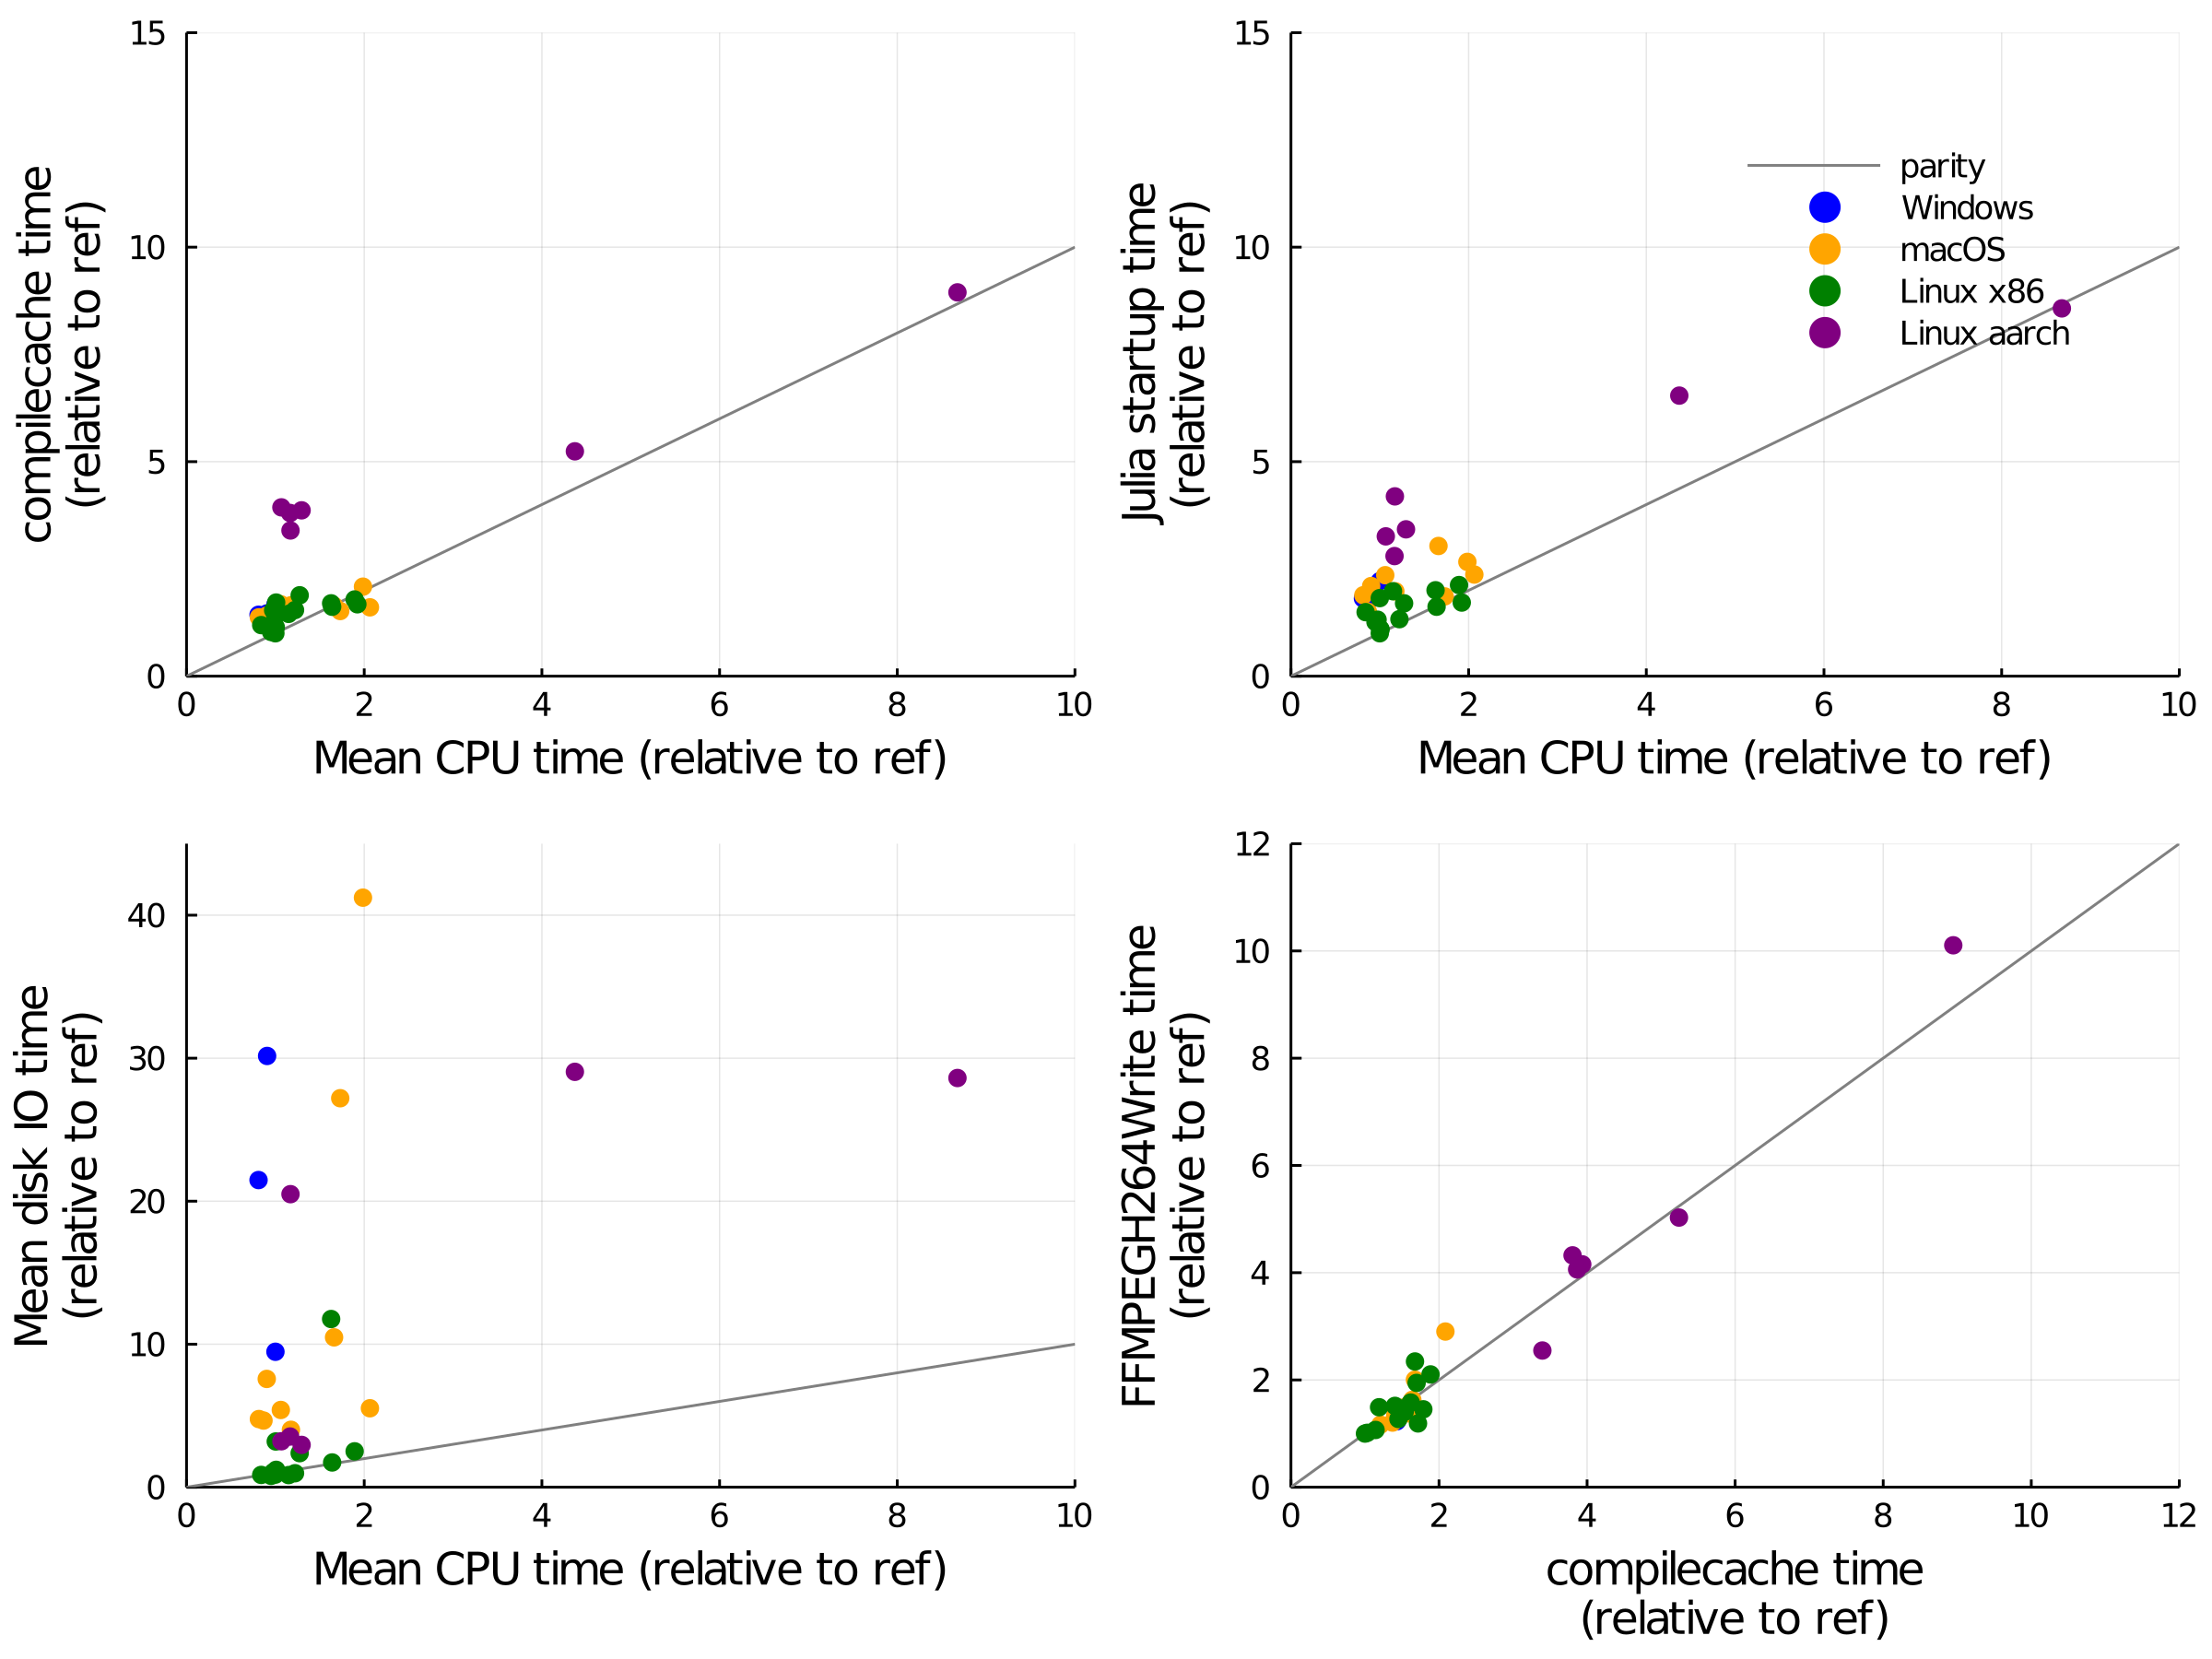 15
10
5
0
compilecache time
(relative to ref)
0 2 4 6 8 10
Mean CPU time (relative to ref)
15
10
5
0
Julia startup time
(relative to ref)
parity
Windows
macOS
Linux x86
Linux aarch
0 2 4 6 8 10
Mean CPU time (relative to ref)
40
30
20
10
0
Mean disk IO time
(relative to ref)
0 2 4 6 8 10
Mean CPU time (relative to ref)
12
10
8
6
4
2
0
FFMPEGH264Write time
(relative to ref)
0 2 4 6 8 10 12
compilecache time
(relative to ref)